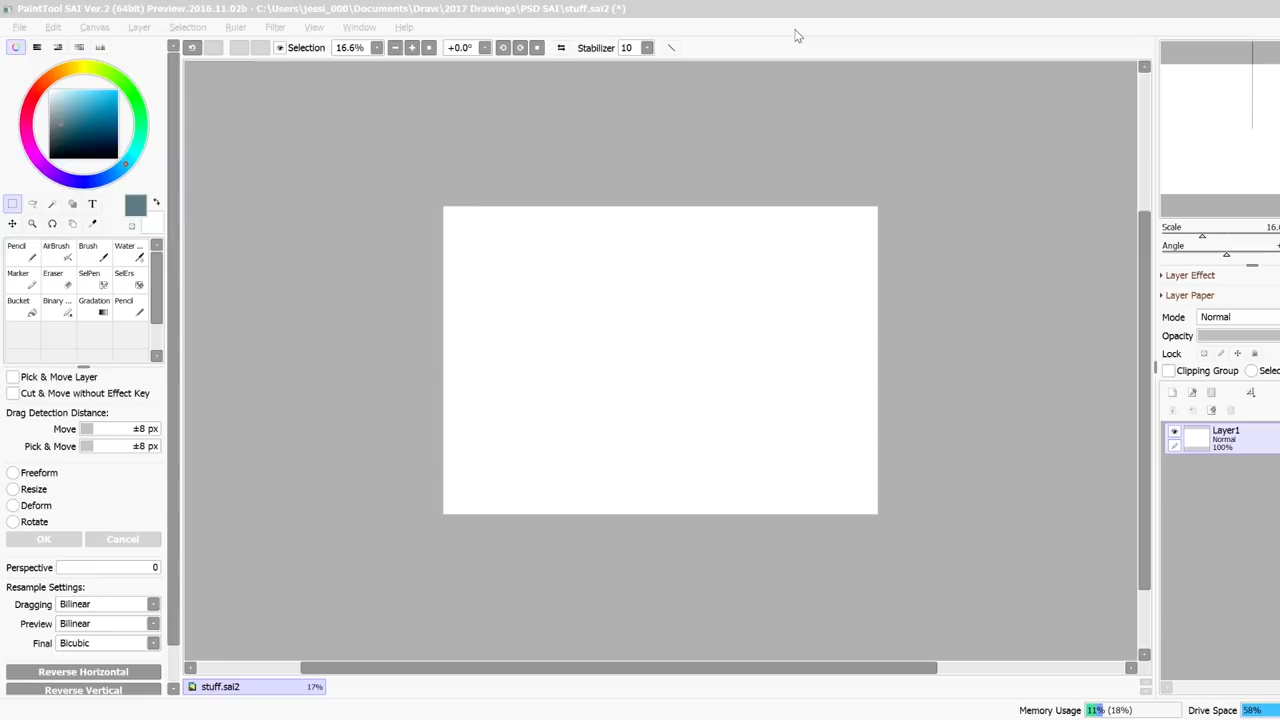 PaintTool SAI Ver.2 (64bit) Preview.2016.11.02b - C:\Users\jessi_000\Documents\Draw\2017 Drawings\PSD SAI\stuff.sai2 (*)
File Edit Canvas Layer Selection Ruler Filter View Window Help
Selection 16.6% +0.0° Stabilizer 10
T
Pencil AirBrush Brush Water ...
Marker Eraser SelPen SelErs
Bucket Binary ... Gradation Pencil
Pick & Move Layer
Cut & Move without Effect Key
Drag Detection Distance:
Move ±8 px
Pick & Move ±8 px
Freeform
Resize
Deform
Rotate
OK Cancel
Perspective 0
Resample Settings:
Dragging Bilinear
Preview Bilinear
Final Bicubic
Reverse Horizontal
Reverse Vertical
stuff.sai2 17%
Scale 16.
Angle
Layer Effect
Layer Paper
Mode Normal
Opacity
Lock
Clipping Group Selec
Layer1
Normal
100%
Memory Usage 11% (18%) Drive Space 58%